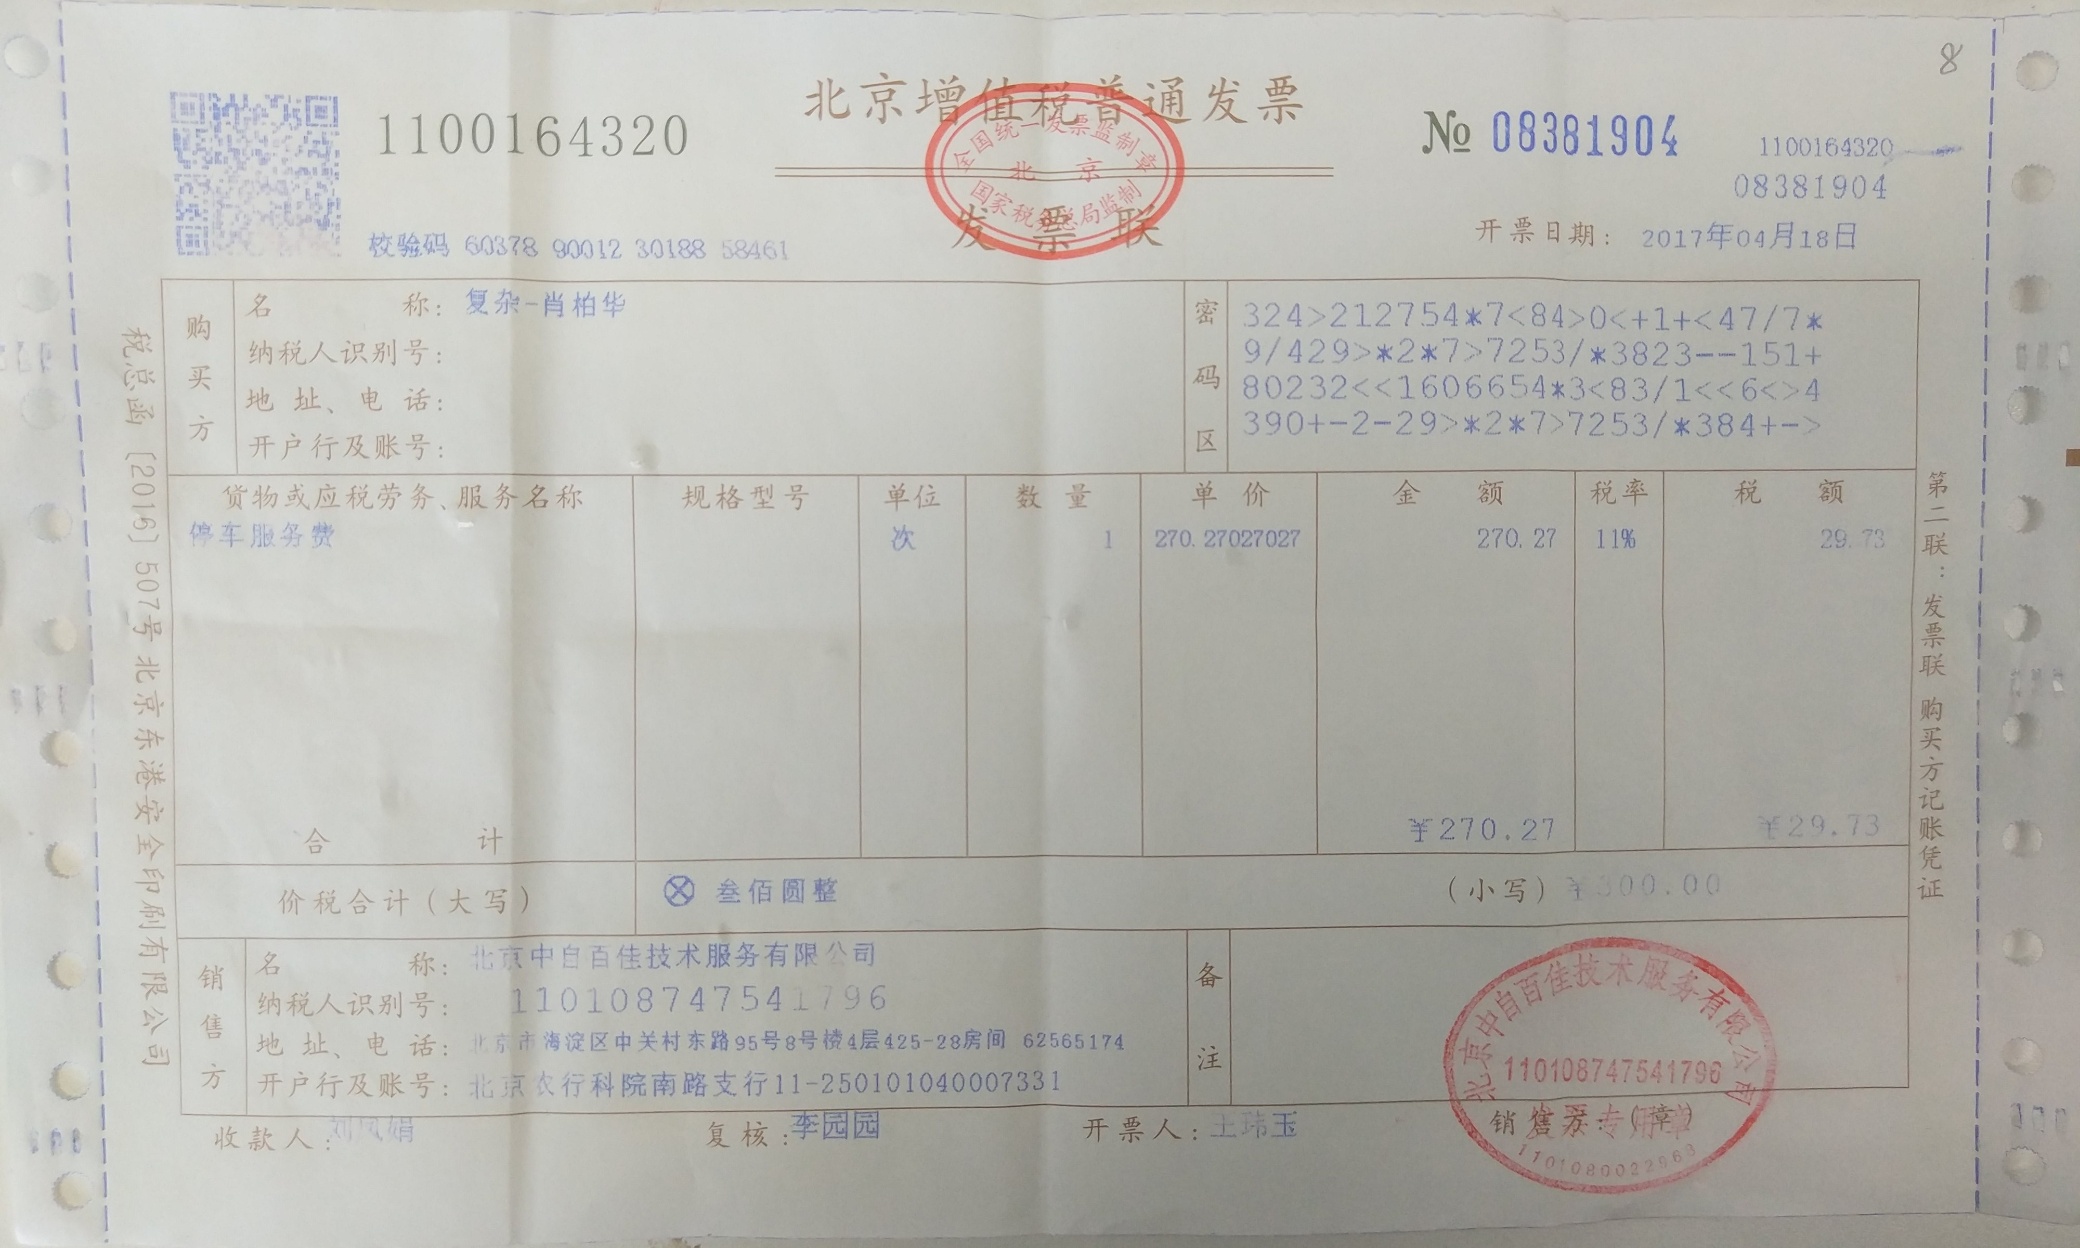 8
北京增值税普通发票
1100164320
№ 08381904
1100164320
08381904
全国统一发票监制章
北 京
国家税务总局监制
发票联
校验码 60378 90012 30188 58461
开票日期: 2017年04月18日
购买方
名 称: 复杂-肖柏华
纳税人识别号:
地 址、电 话:
开户行及账号:
密码区
324>212754*7<84>0<+1+<47/7*
9/429>*2*7>7253/*3823--151+
80232<<1606654*3<83/1<<6<>4
390+-2-29>*2*7>7253/*384+->
货物或应税劳务、服务名称 规格型号 单位 数 量 单 价 金 额 税率 税 额
停车服务费 次 1 270.27027027 270.27 11% 29.73
合 计 ¥270.27 ¥29.73
价税合计(大写) ⊗ 叁佰圆整 (小写) ¥300.00
销售方
名 称: 北京中自百佳技术服务有限公司
纳税人识别号: 110108747541796
地 址、电 话: 北京市海淀区中关村东路95号8号楼4层425-28房间 62565174
开户行及账号: 北京农行科院南路支行11-250101040007331
备注
收款人: 刘凤娟 复核: 李园园 开票人: 王玮玉 销售方:(章)
北京中自百佳技术服务有限公司
110108747541796
发票专用章
税总函[2016]507号北京东港安全印刷有限公司
第二联:发票联 购买方记账凭证